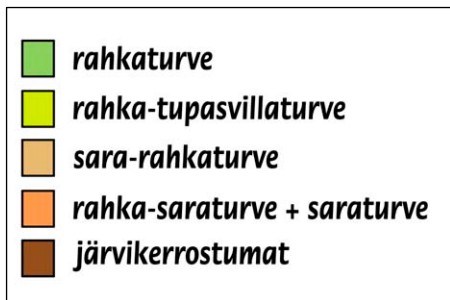 rahkaturve
rahka-tupasvillaturve
sara-rahkaturve
rahka-saraturve + saraturve
järvikerrostumat